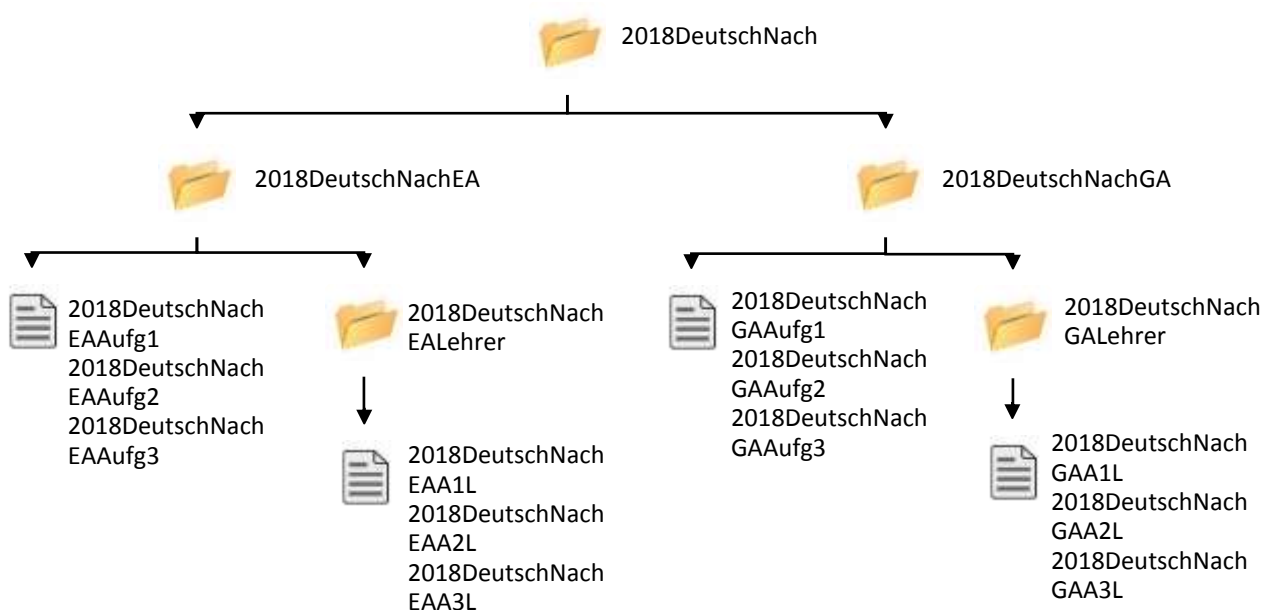 2018DeutschNach
2018DeutschNachEA
2018DeutschNachGA
2018DeutschNach
EAAufg1
2018DeutschNach
EAAufg2
2018DeutschNach
EAAufg3
2018DeutschNach
EALehrer
2018DeutschNach
EAA1L
2018DeutschNach
EAA2L
2018DeutschNach
EAA3L
2018DeutschNach
GAAufg1
2018DeutschNach
GAAufg2
2018DeutschNach
GAAufg3
2018DeutschNach
GALehrer
2018DeutschNach
GAA1L
2018DeutschNach
GAA2L
2018DeutschNach
GAA3L